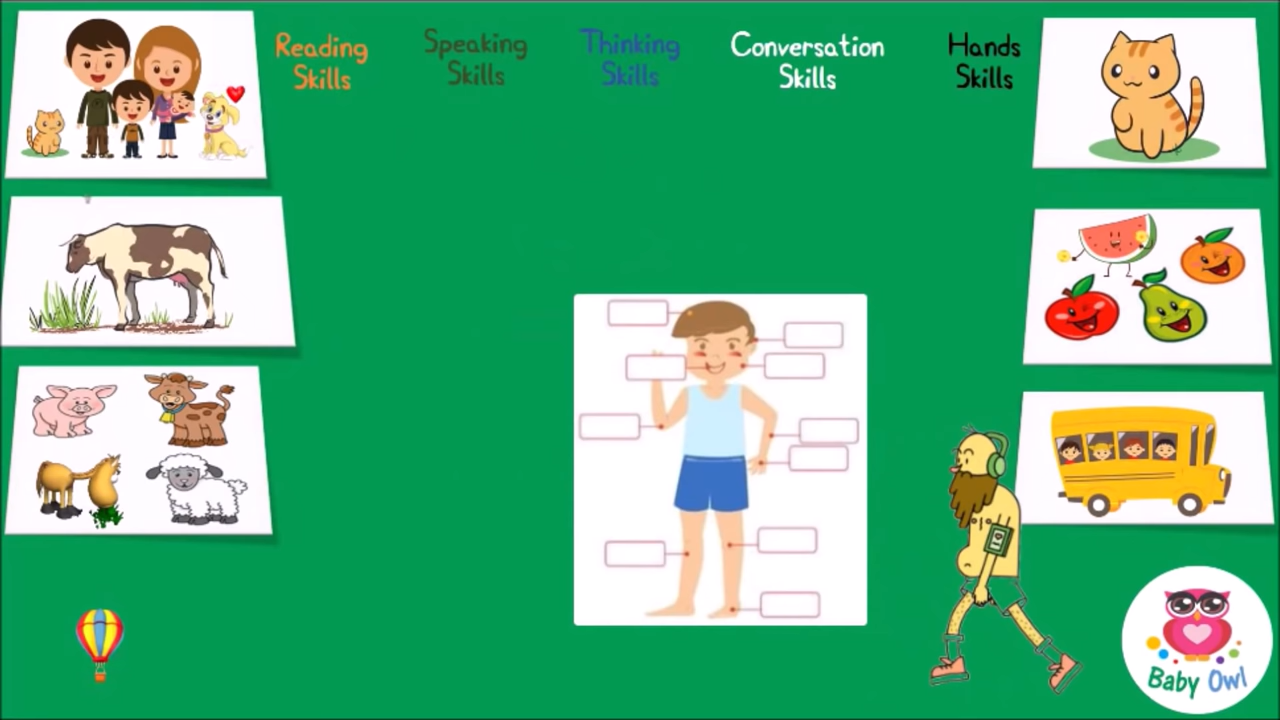 Reading
Skills
Speaking
Skills
Thinking
Skills
Conversation
Skills
Hands
Skills
Baby Owl